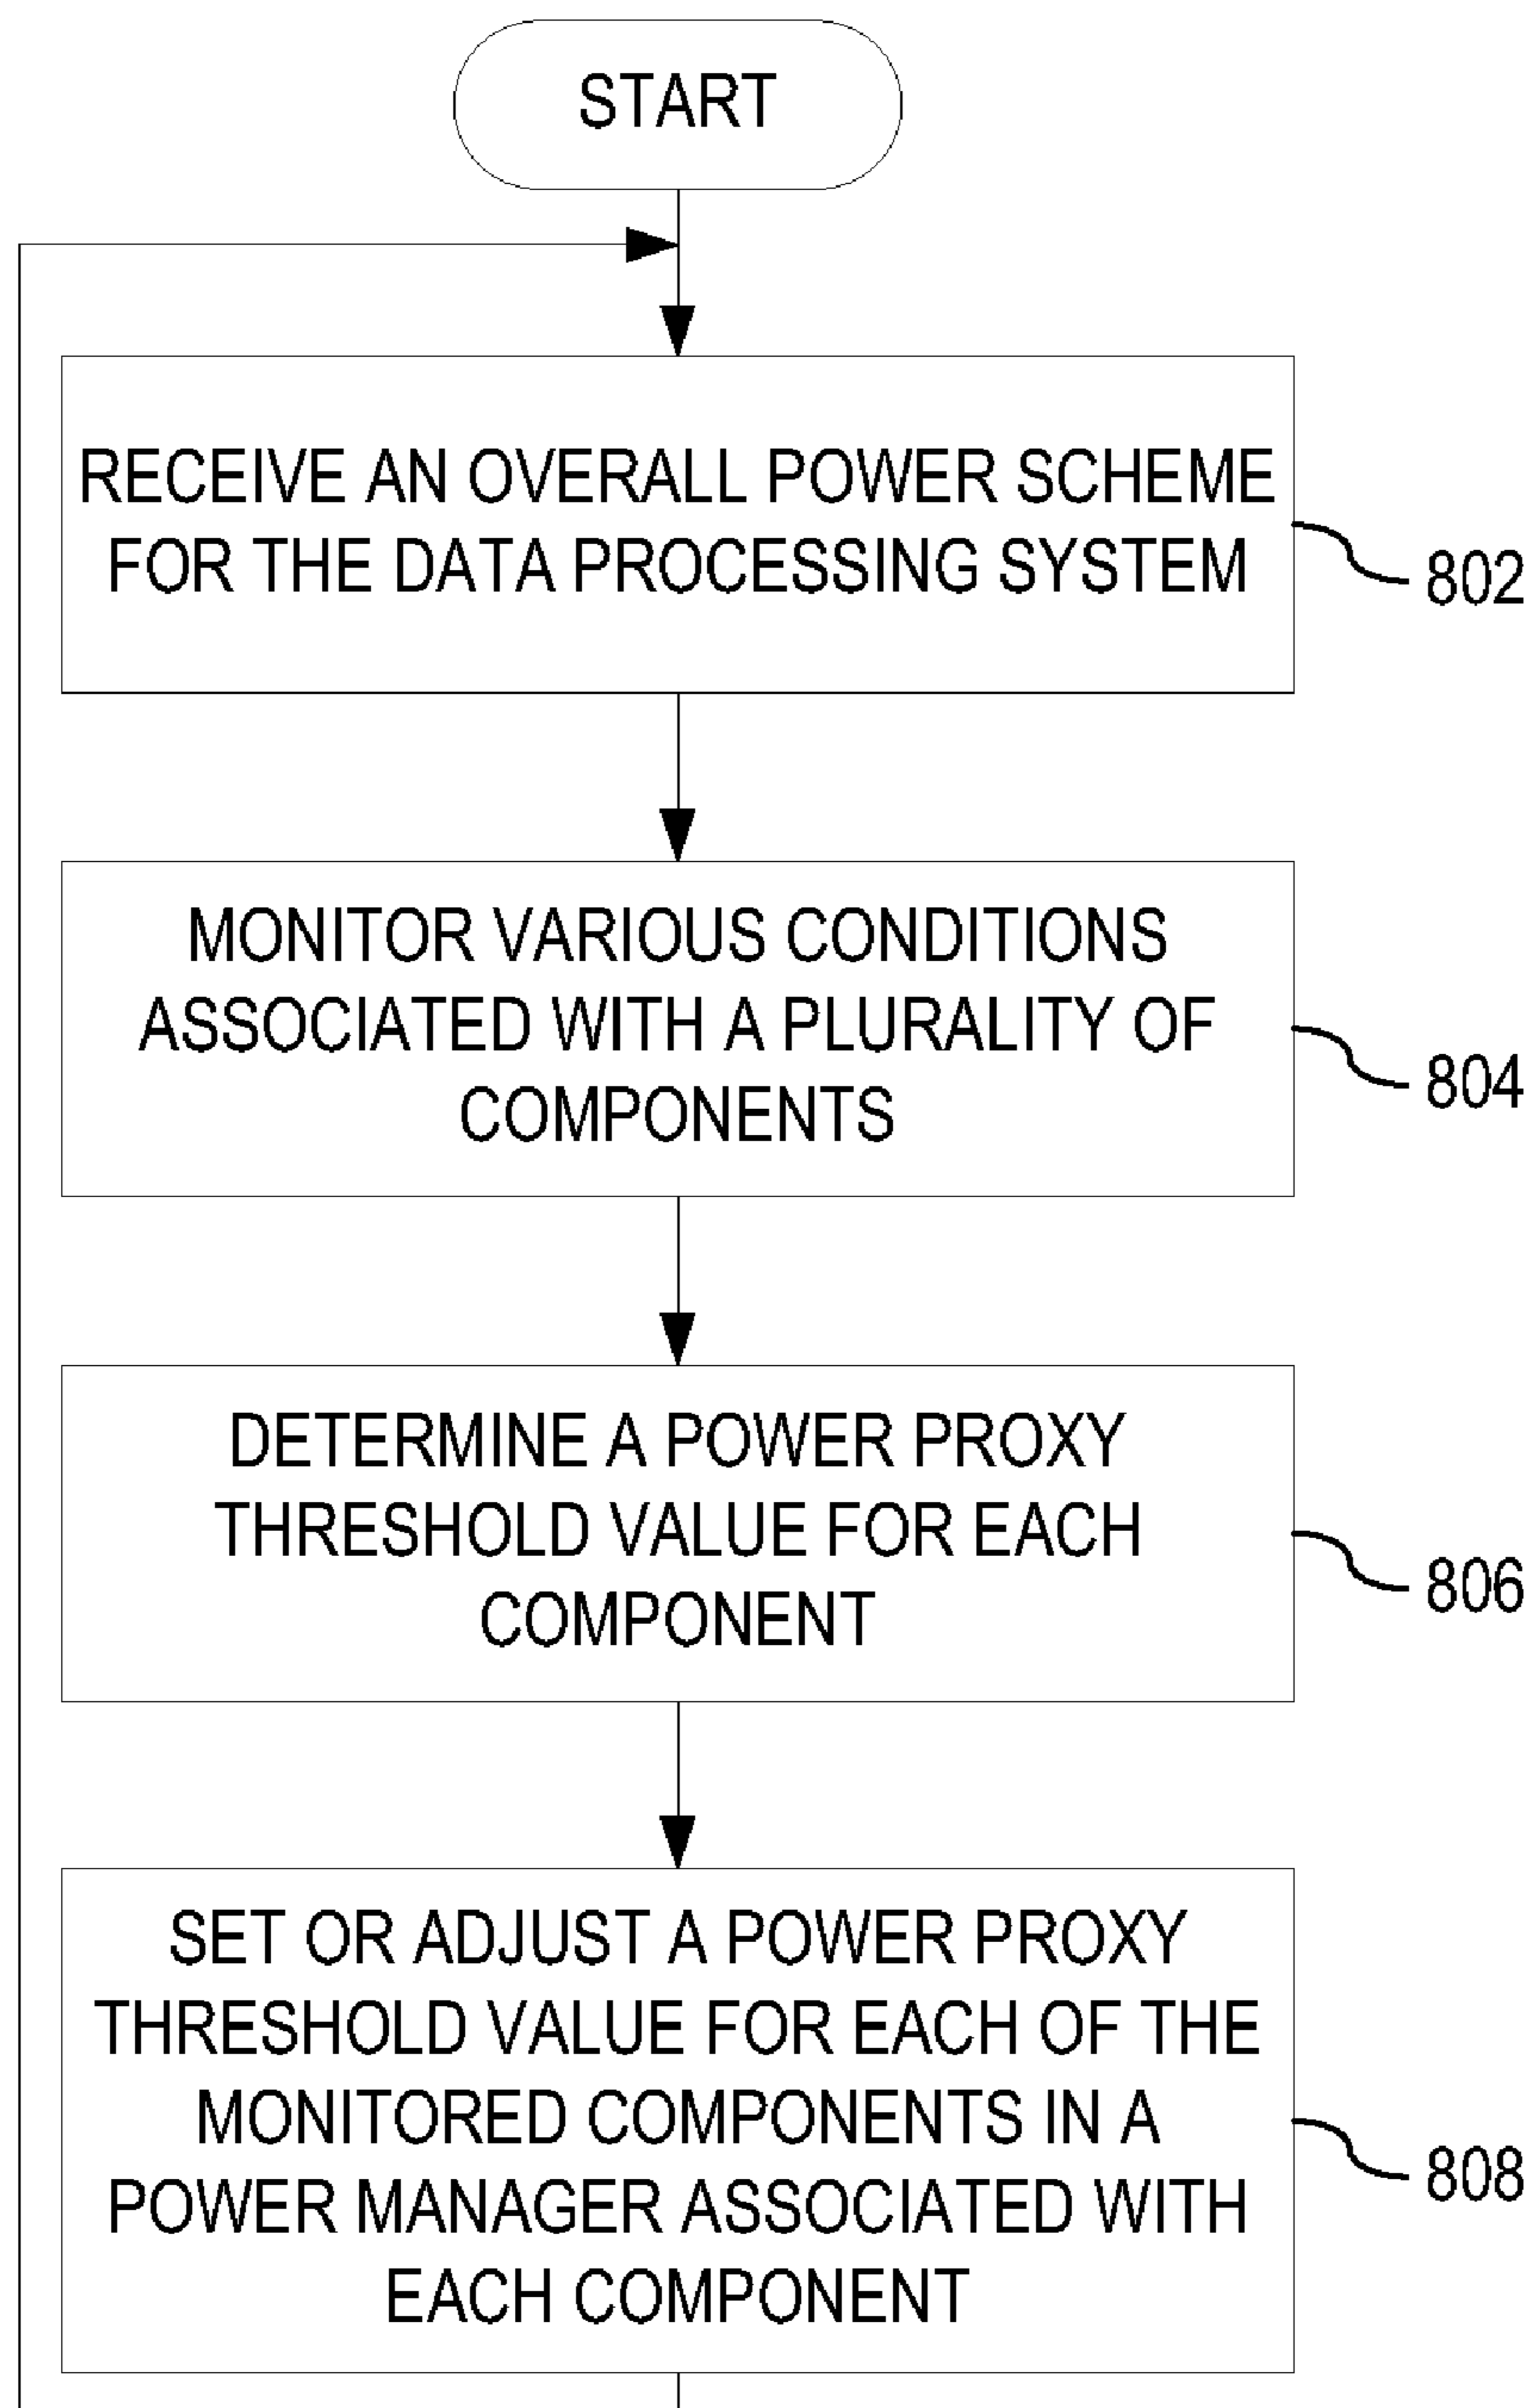 START
RECEIVE AN OVERALL POWER SCHEME
FOR THE DATA PROCESSING SYSTEM
802
MONITOR VARIOUS CONDITIONS
ASSOCIATED WITH A PLURALITY OF
COMPONENTS
804
DETERMINE A POWER PROXY
THRESHOLD VALUE FOR EACH
COMPONENT
806
SET OR ADJUST A POWER PROXY
THRESHOLD VALUE FOR EACH OF THE
MONITORED COMPONENTS IN A
POWER MANAGER ASSOCIATED WITH
EACH COMPONENT
808